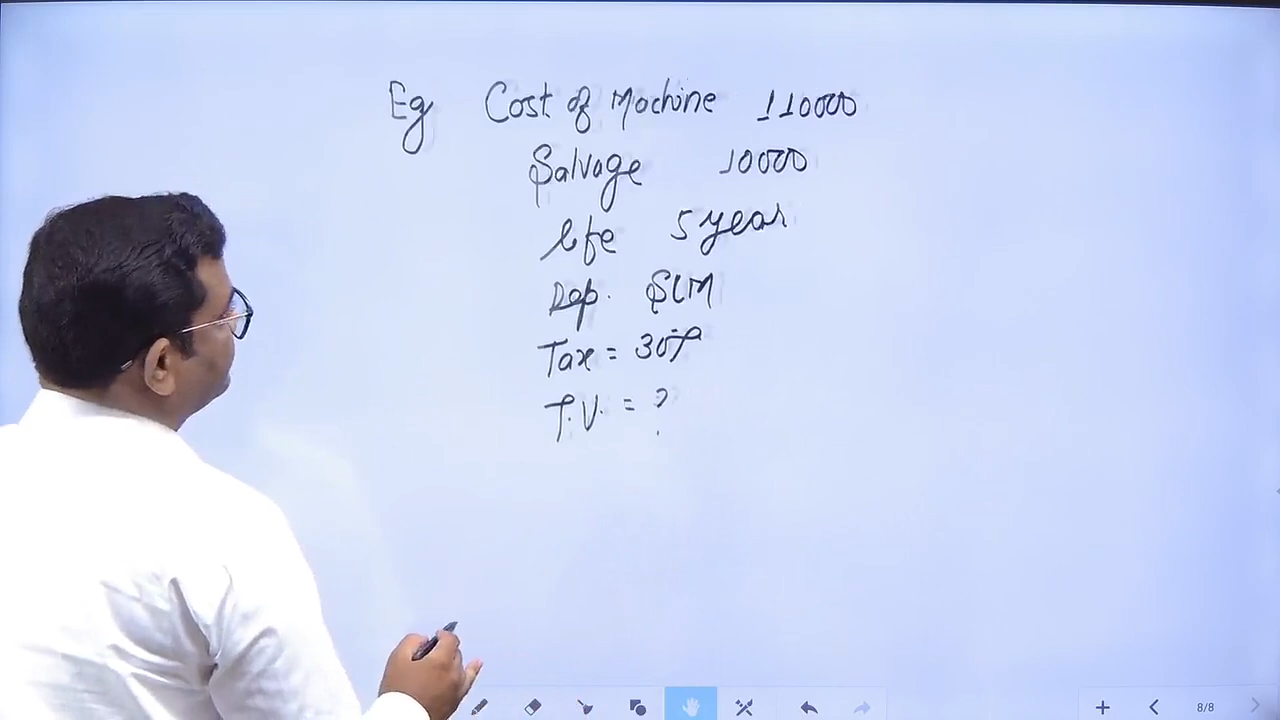 Eg Cost of Machine 110000
Salvage 10000
life 5 year
Dep. SLM
Tax = 30%
T.V. = ?
8/8